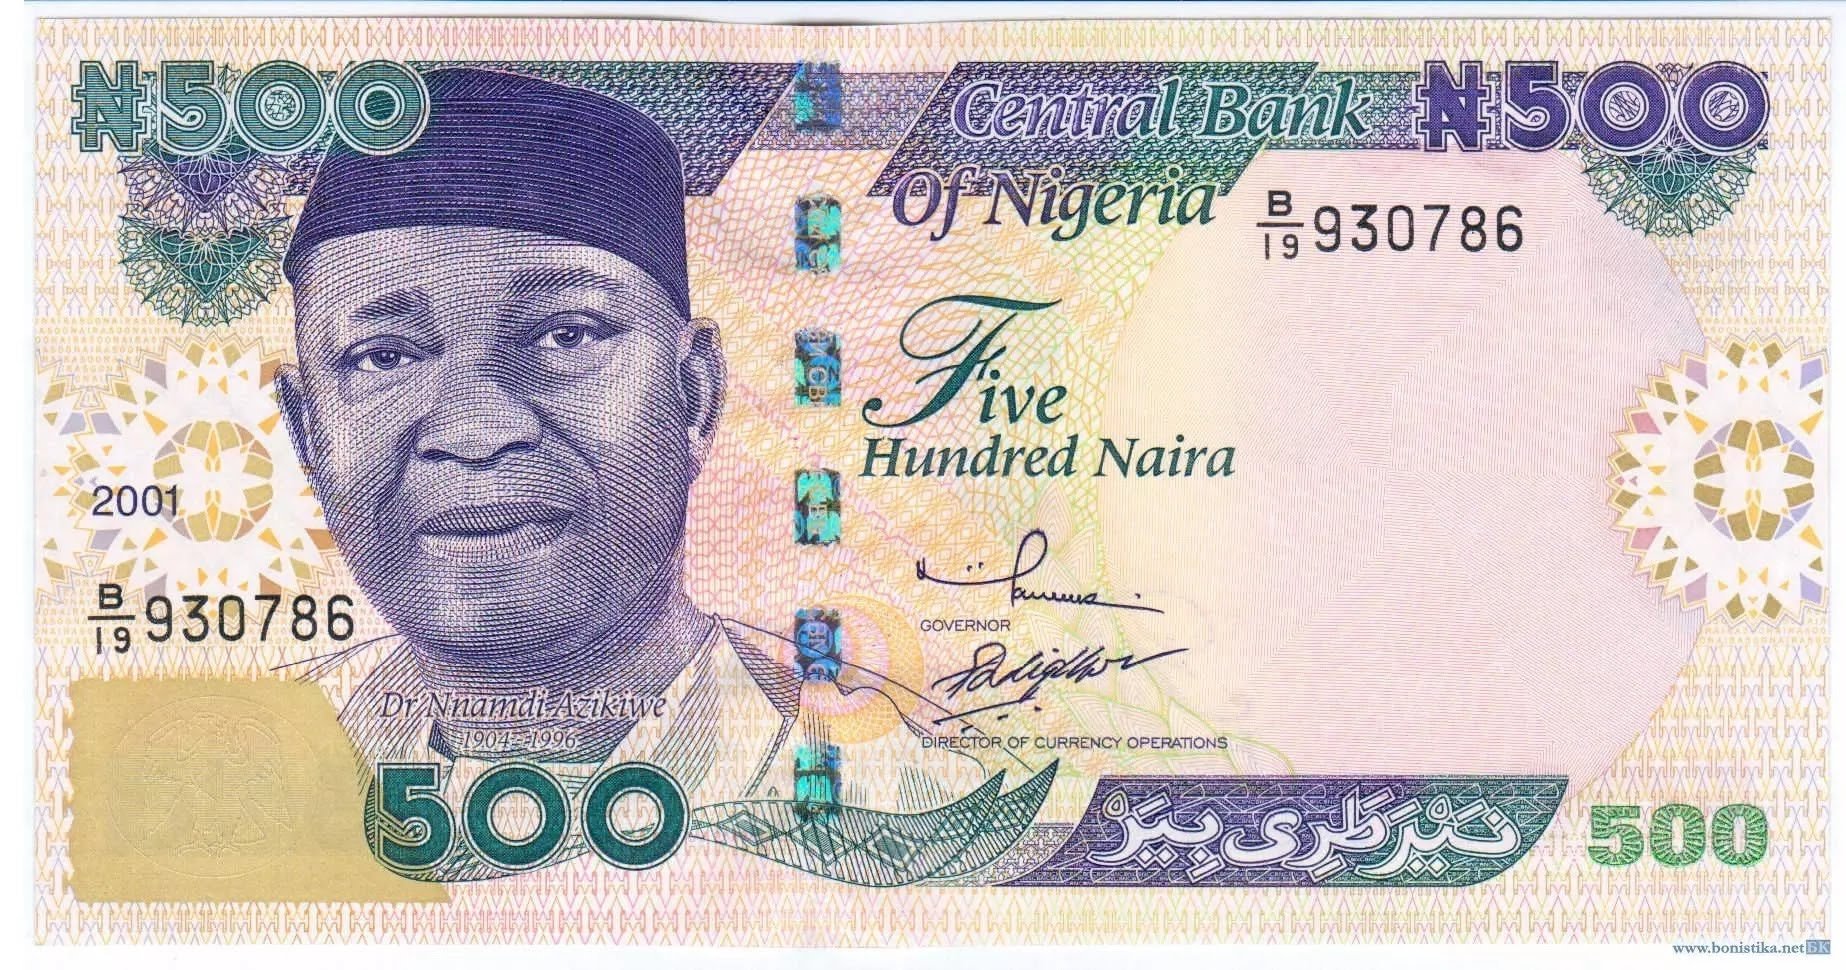 ₦500
Central Bank
Of Nigeria
₦500
B/19 930786
Five
Hundred Naira
2001
B/19 930786
GOVERNOR
DIRECTOR OF CURRENCY OPERATIONS
Dr Nnamdi Azikiwe
1904 - 1996
500
نَيْرَ طَرِى بِيَرْ
500
www.bonistika.net БК